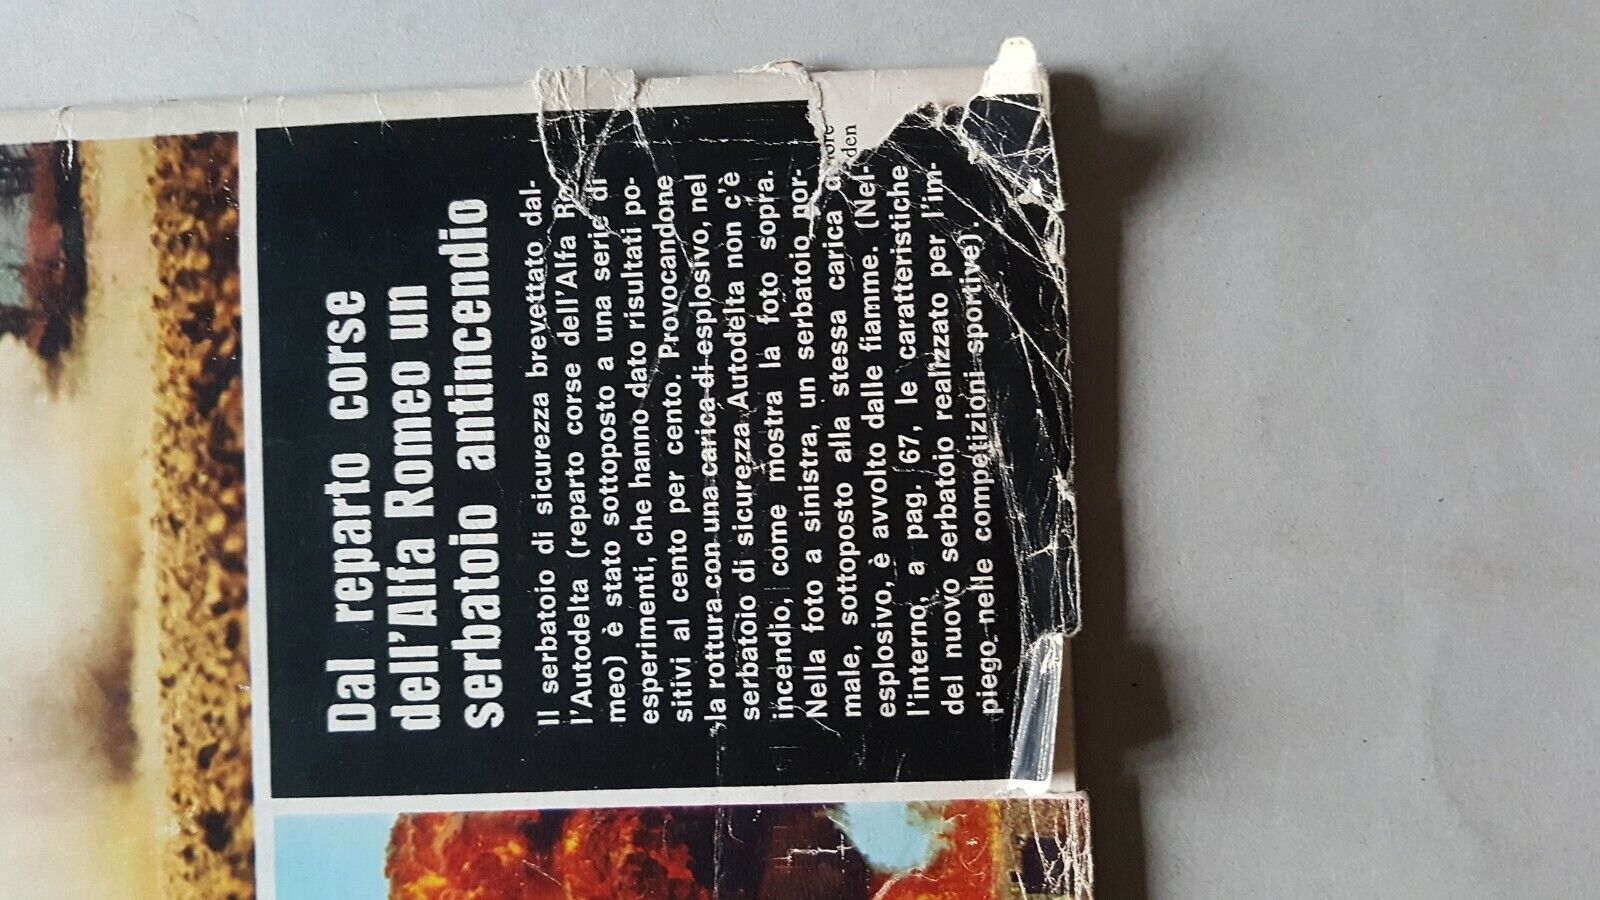 Dal reparto corse
dell'Alfa Romeo un
serbatoio antincendio
Il serbatoio di sicurezza brevettato dal-
l'Autodelta (reparto corse dell'Alfa Ro-
meo) è stato sottoposto a una serie di
esperimenti, che hanno dato risultati po-
sitivi al cento per cento. Provocandone
la rottura con una carica di esplosivo, nel
serbatoio di sicurezza Autodelta non c'è
incendio, come mostra la foto sopra.
Nella foto a sinistra, un serbatoio nor-
male, sottoposto alla stessa carica d
esplosivo, è avvolto dalle fiamme. (Nel-
l'interno, a pag. 67, le caratteristiche
del nuovo serbatoio realizzato per l'im-
piego nelle competizioni sportive).
den